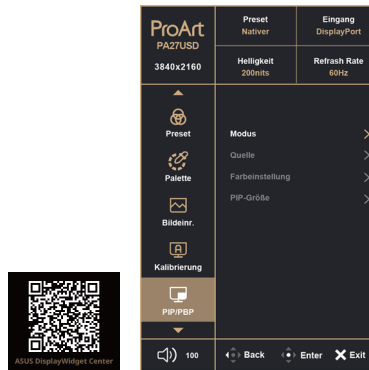 ProArt
PA27USD
3840x2160
Preset
Nativer
Eingang
DisplayPort
Helligkeit
200nits
Refrash Rate
60Hz
Preset
Palette
Bildeinr.
A
Kalibrierung
PIP/PBP
Modus
Quelle
Farbeinstellung
PIP-Größe
100
Back
Enter
Exit
ASUS DisplayWidget Center